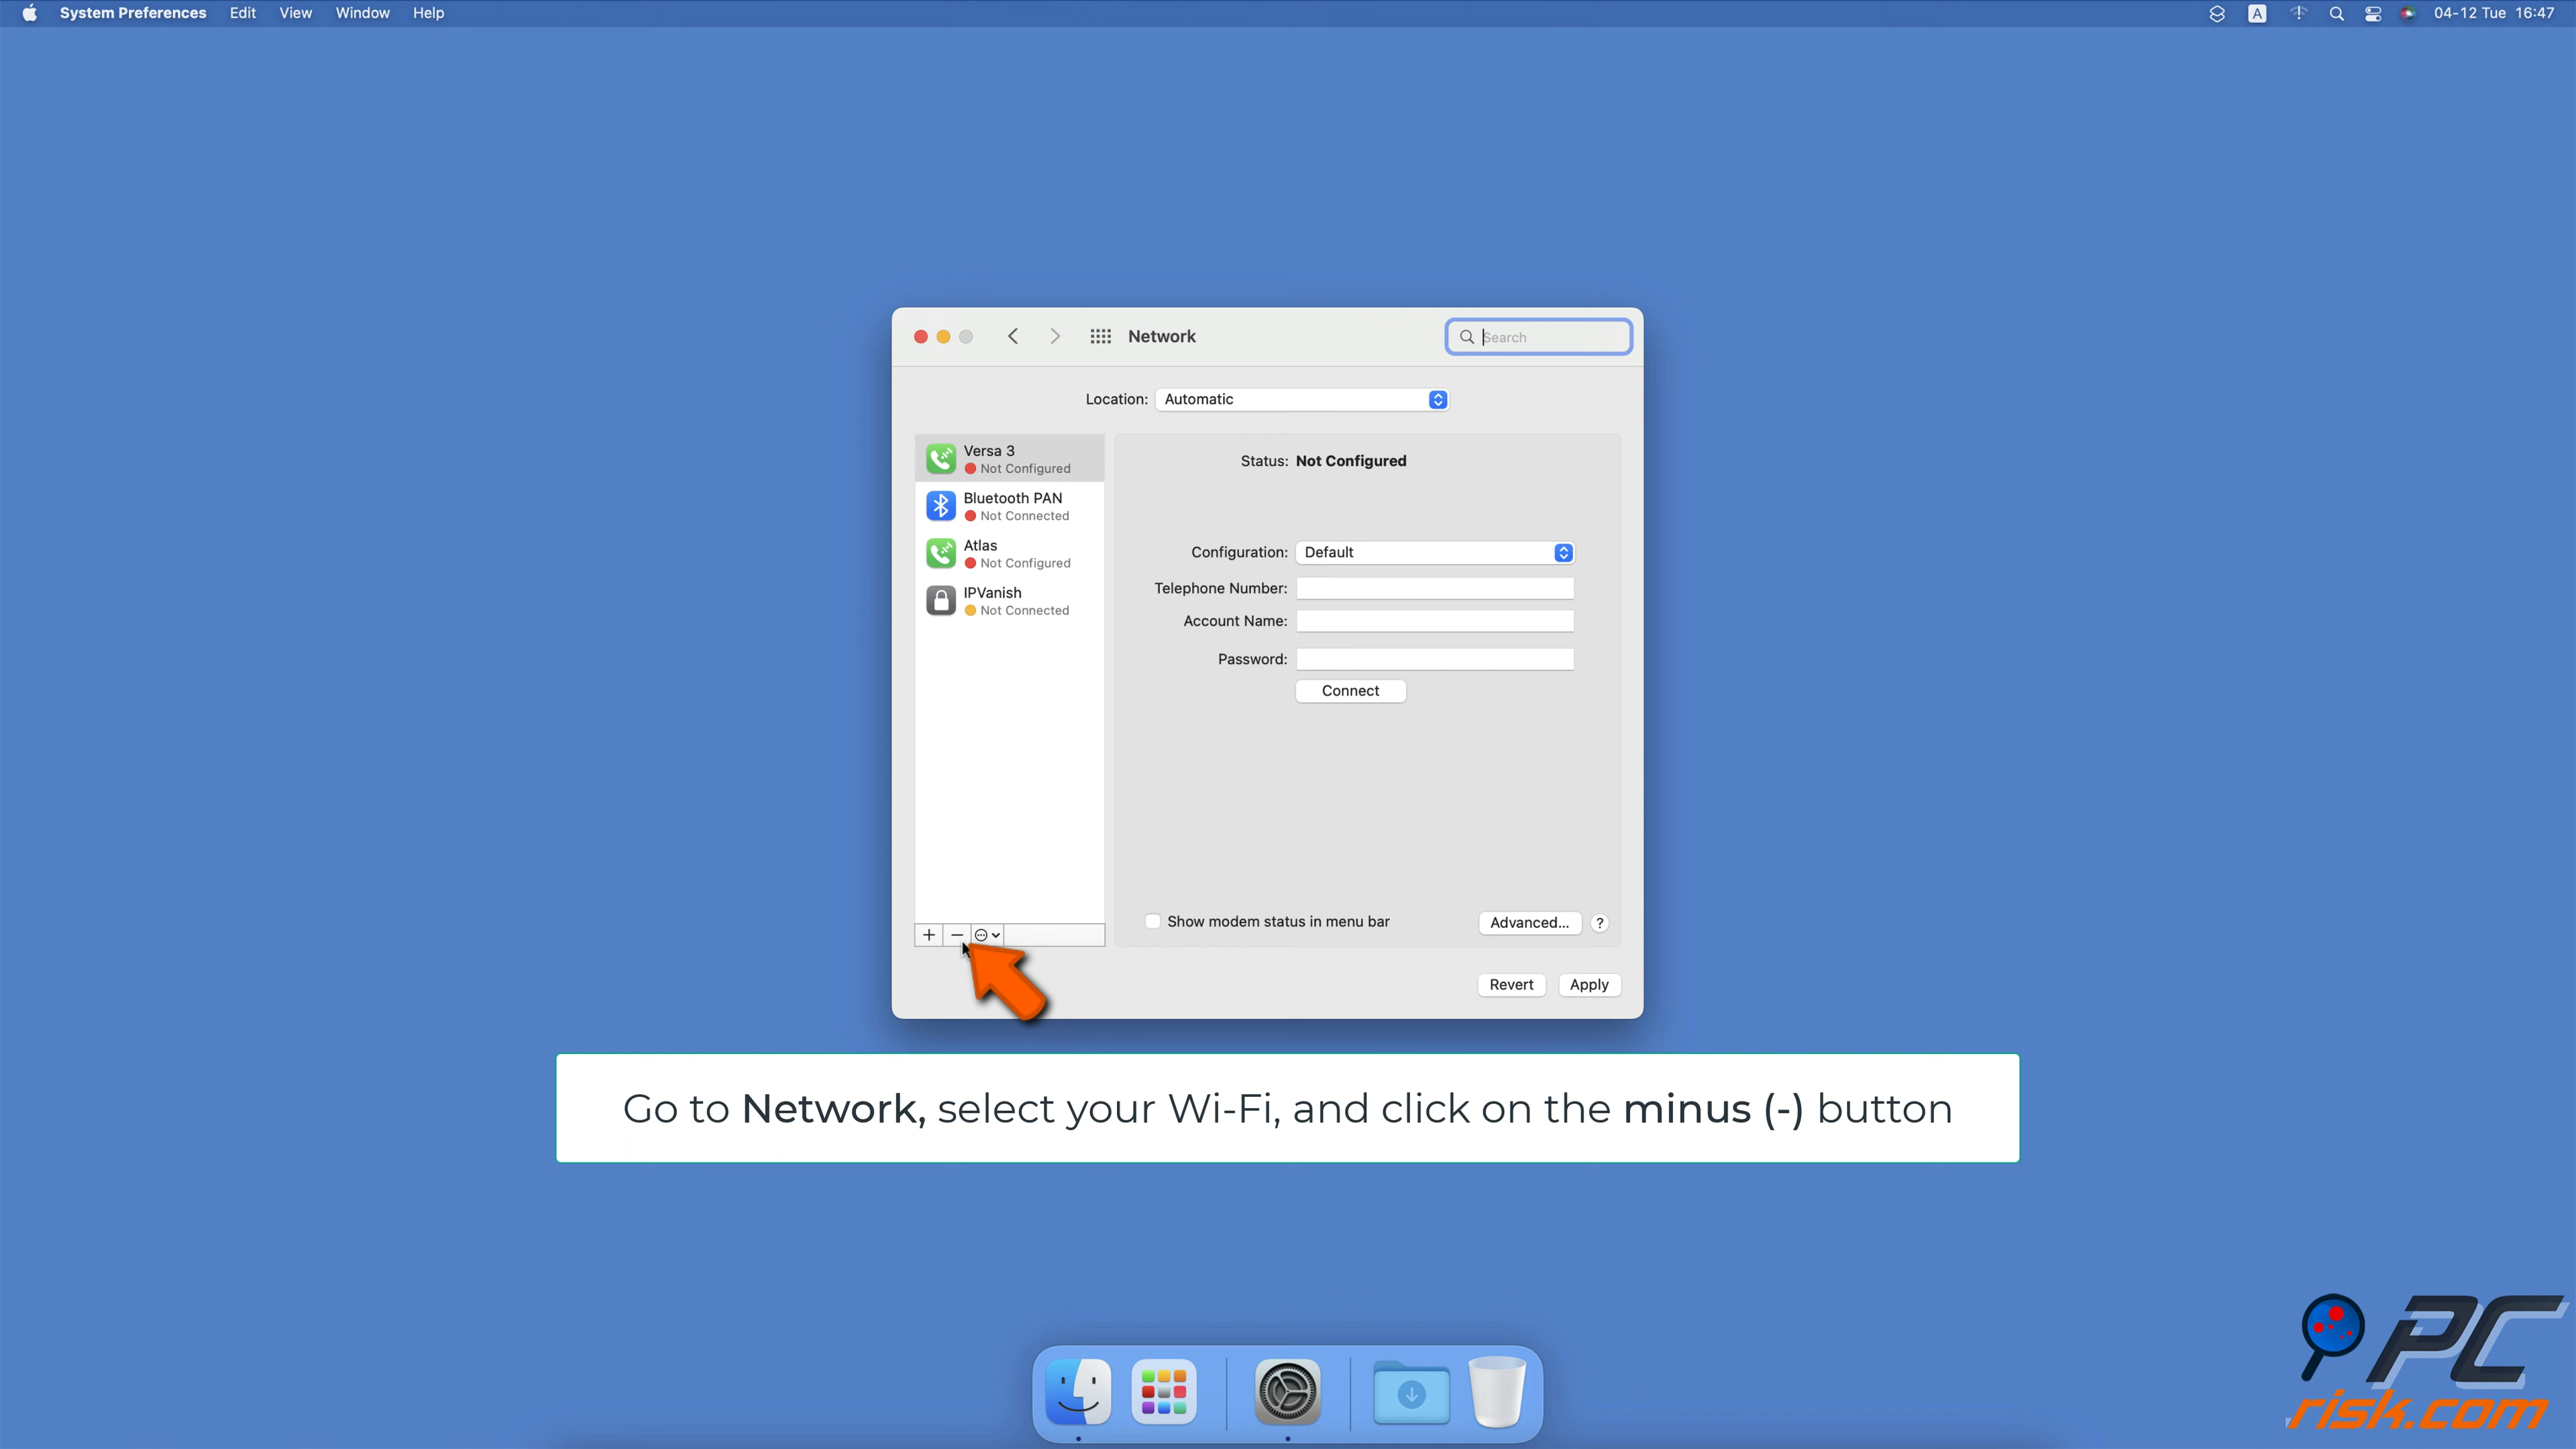 System Preferences Edit View Window Help
A 04-12 Tue 16:47
Network
Search
Location: Automatic
Versa 3
Not Configured
Bluetooth PAN
Not Connected
Atlas
Not Configured
IPVanish
Not Connected
Status: Not Configured
Configuration: Default
Telephone Number:
Account Name:
Password:
Connect
Show modem status in menu bar
Advanced... ?
Revert Apply
Go to Network, select your Wi-Fi, and click on the minus (-) button
PC
risk.com